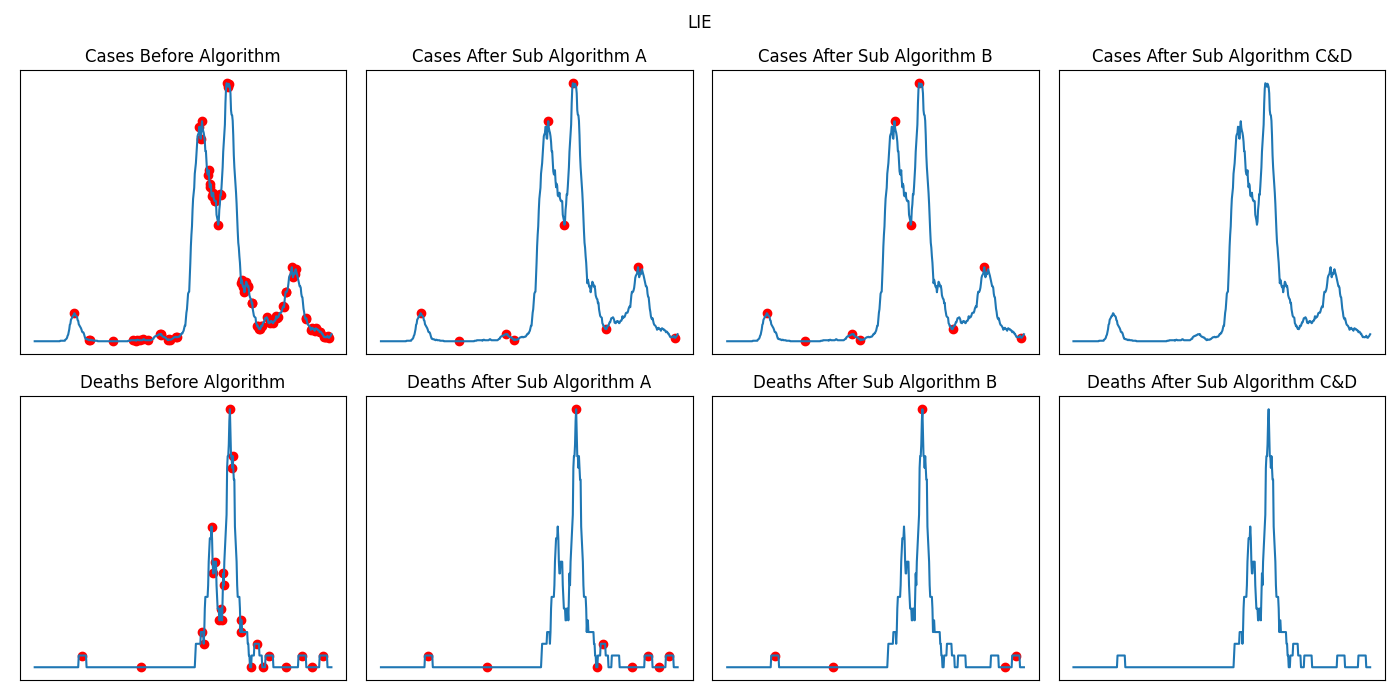 LIE
Cases Before Algorithm
Cases After Sub Algorithm A
Cases After Sub Algorithm B
Cases After Sub Algorithm C&D
Deaths Before Algorithm
Deaths After Sub Algorithm A
Deaths After Sub Algorithm B
Deaths After Sub Algorithm C&D